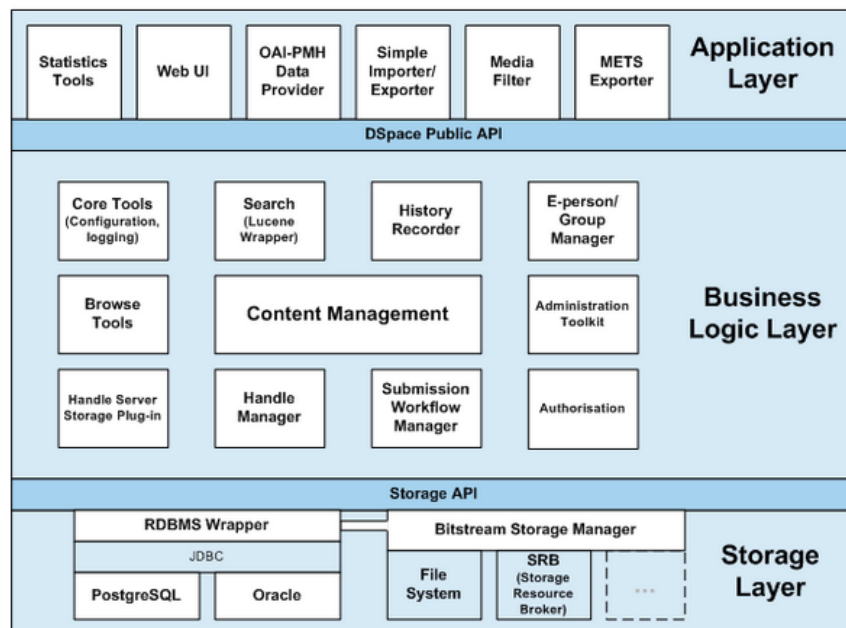 Statistics
Tools
Web UI
OAI-PMH
Data
Provider
Simple
Importer/
Exporter
Media
Filter
METS
Exporter
Application
Layer
DSpace Public API
Core Tools
(Configuration,
logging)
Search
(Lucene
Wrapper)
History
Recorder
E-person/
Group
Manager
Browse
Tools
Content Management
Administration
Toolkit
Business
Logic Layer
Handle Server
Storage Plug-in
Handle
Manager
Submission
Workflow
Manager
Authorisation
Storage API
RDBMS Wrapper
Bitstream Storage Manager
JDBC
PostgreSQL
Oracle
File
System
SRB
(Storage
Resource
Broker)
...
Storage
Layer